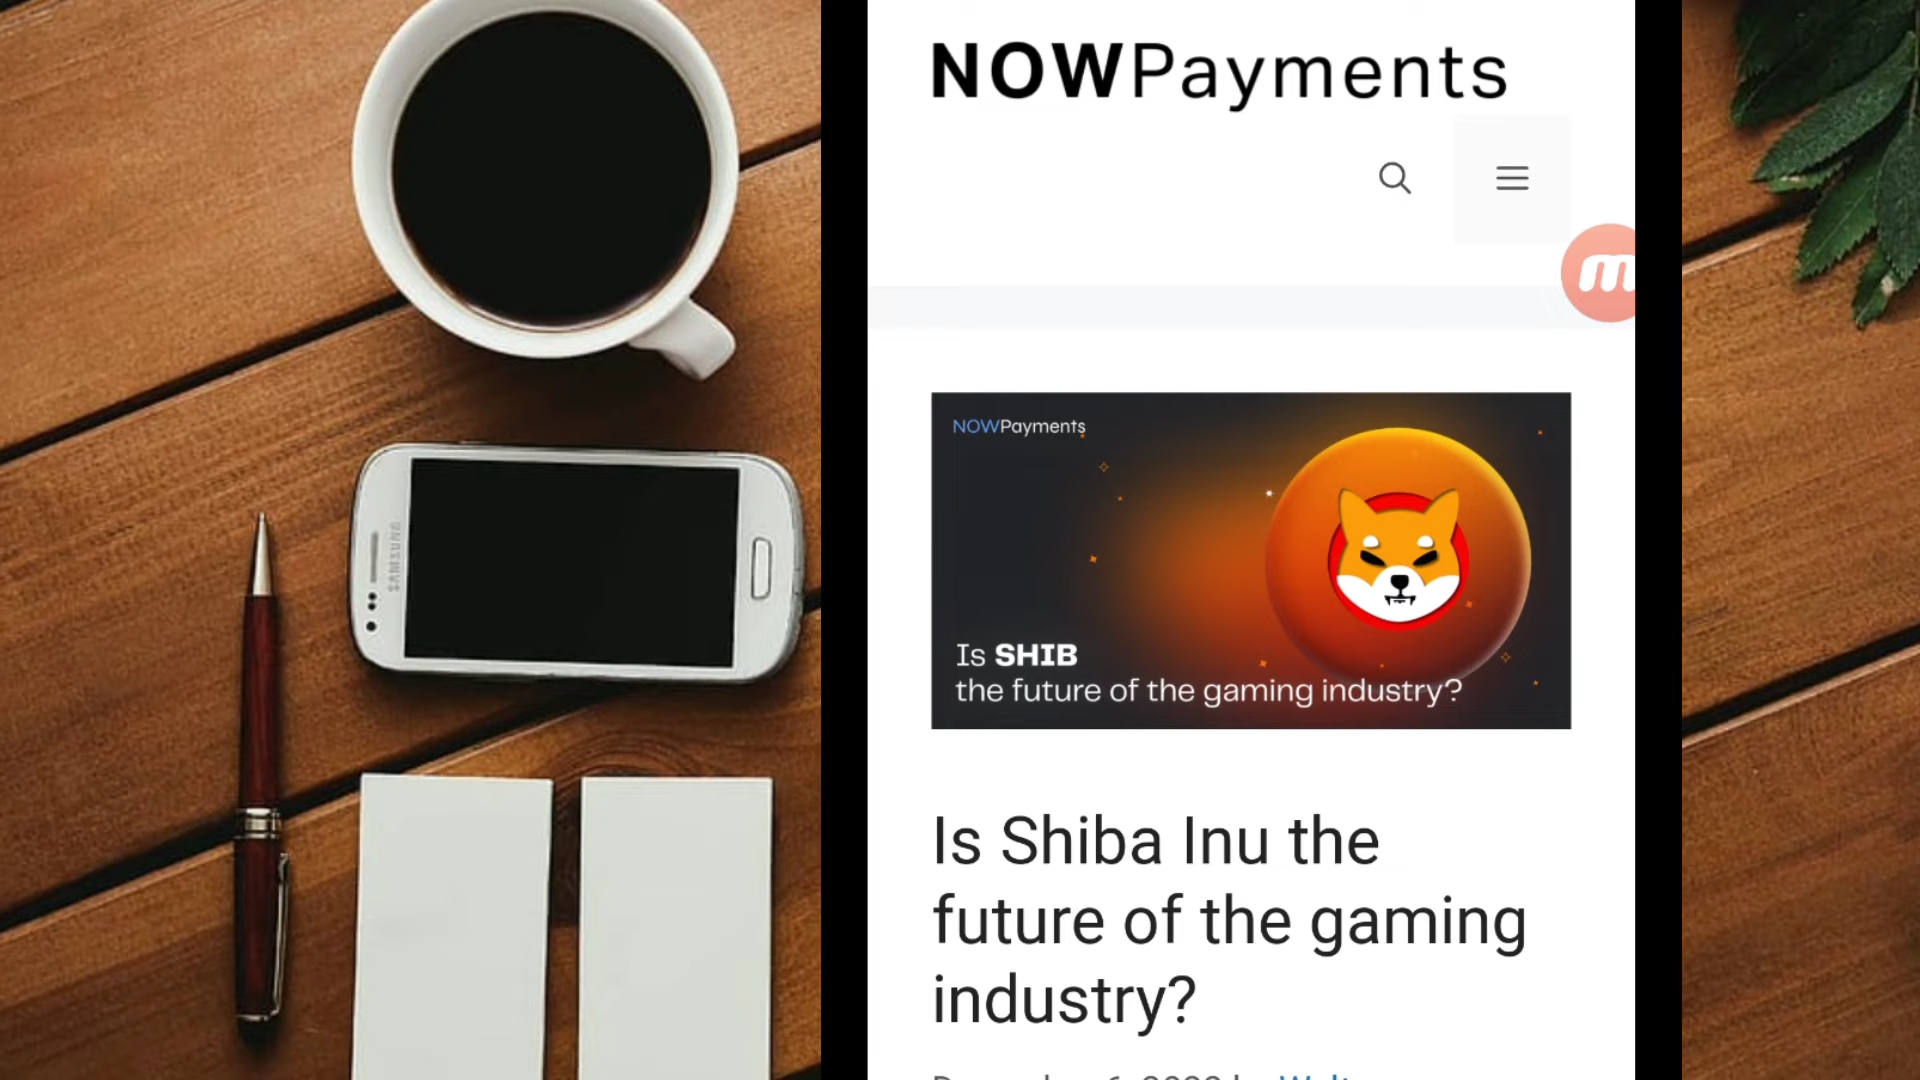 SAMSUNG
NOWPayments
m
NOWPayments
Is SHIB
the future of the gaming industry?
Is Shiba Inu the
future of the gaming
industry?